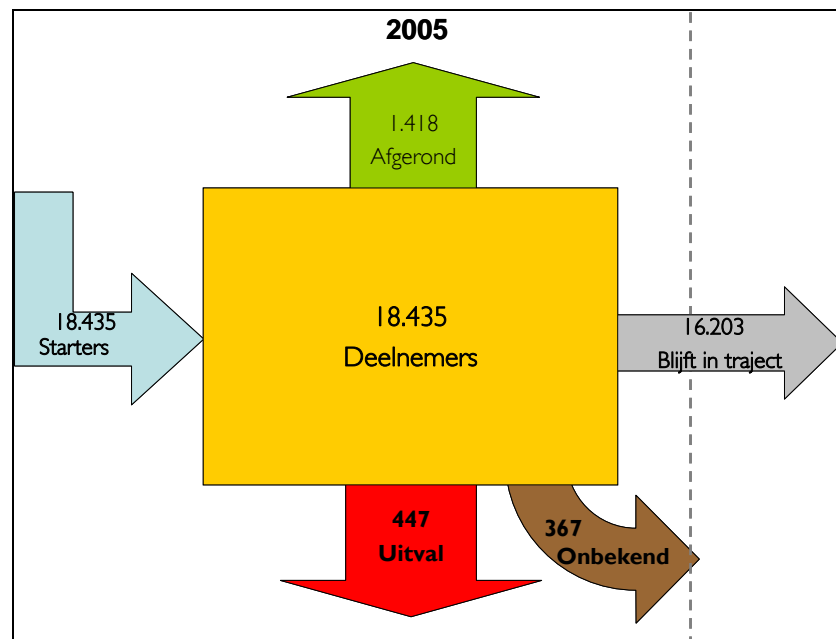 2005
1.418
Afgerond
18.435
Starters
18.435
Deelnemers
16.203
Blijft in traject
447
Uitval
367
Onbekend